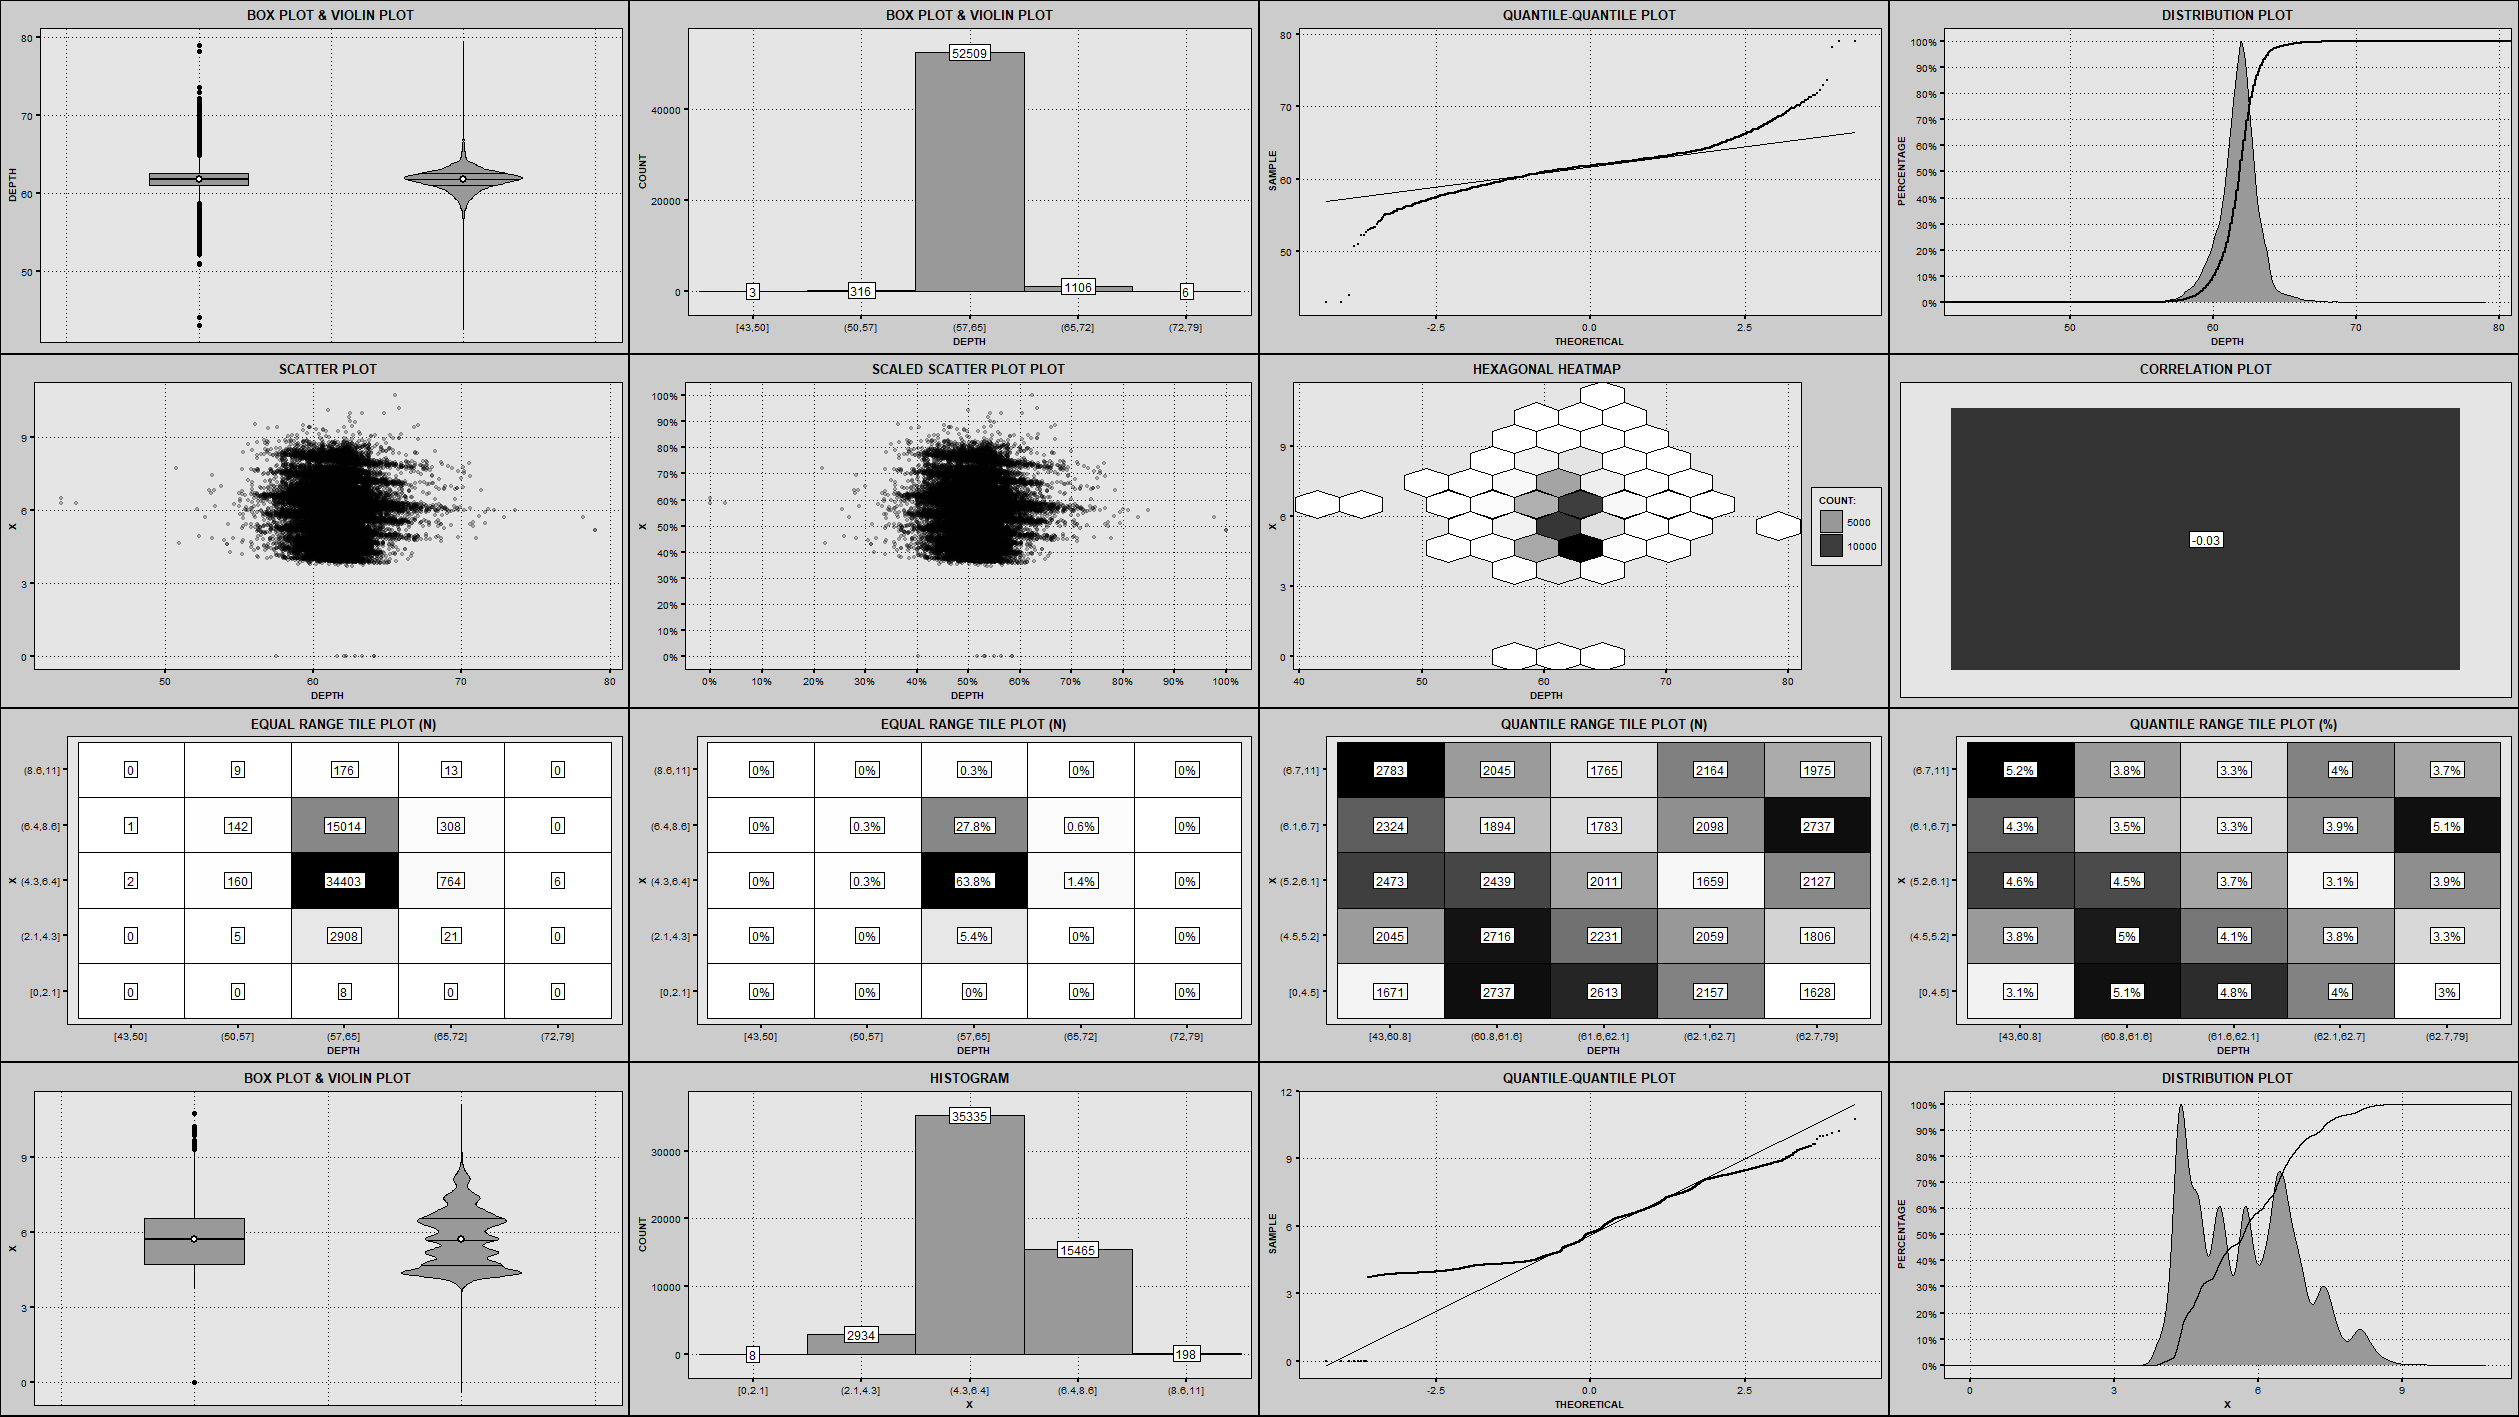 BOX PLOT & VIOLIN PLOT
80
70
60
50
DEPTH
BOX PLOT & VIOLIN PLOT
40000
20000
0
COUNT
3
316
52509
1106
6
[43,50]
(50,57]
(57,65]
(65,72]
(72,79]
DEPTH
QUANTILE-QUANTILE PLOT
80
70
60
50
SAMPLE
-2.5
0.0
2.5
THEORETICAL
DISTRIBUTION PLOT
100%
90%
80%
70%
60%
50%
40%
30%
20%
10%
0%
PERCENTAGE
50
60
70
80
DEPTH
SCATTER PLOT
9
6
3
0
X
50
60
70
80
DEPTH
SCALED SCATTER PLOT PLOT
100%
90%
80%
70%
60%
50%
40%
30%
20%
10%
0%
X
0%
10%
20%
30%
40%
50%
60%
70%
80%
90%
100%
DEPTH
HEXAGONAL HEATMAP
9
6
3
0
X
40
50
60
70
80
DEPTH
COUNT:
5000
10000
CORRELATION PLOT
-0.03
EQUAL RANGE TILE PLOT (N)
(8.6,11] 0 9 176 13 0
(6.4,8.6] 1 142 15014 308 0
X (4.3,6.4] 2 160 34403 764 6
(2.1,4.3] 0 5 2908 21 0
[0,2.1] 0 0 8 0 0
[43,50] (50,57] (57,65] (65,72] (72,79]
DEPTH
EQUAL RANGE TILE PLOT (N)
(8.6,11] 0% 0% 0.3% 0% 0%
(6.4,8.6] 0% 0.3% 27.8% 0.6% 0%
X (4.3,6.4] 0% 0.3% 63.8% 1.4% 0%
(2.1,4.3] 0% 0% 5.4% 0% 0%
[0,2.1] 0% 0% 0% 0% 0%
[43,50] (50,57] (57,65] (65,72] (72,79]
DEPTH
QUANTILE RANGE TILE PLOT (N)
(6.7,11] 2783 2045 1765 2164 1975
(6.1,6.7] 2324 1894 1783 2098 2737
X (5.2,6.1] 2473 2439 2011 1659 2127
(4.5,5.2] 2045 2716 2231 2059 1806
[0,4.5] 1671 2737 2613 2157 1628
[43,60.8] (60.8,61.6] (61.6,62.1] (62.1,62.7] (62.7,79]
DEPTH
QUANTILE RANGE TILE PLOT (%)
(6.7,11] 5.2% 3.8% 3.3% 4% 3.7%
(6.1,6.7] 4.3% 3.5% 3.3% 3.9% 5.1%
X (5.2,6.1] 4.6% 4.5% 3.7% 3.1% 3.9%
(4.5,5.2] 3.8% 5% 4.1% 3.8% 3.3%
[0,4.5] 3.1% 5.1% 4.8% 4% 3%
[43,60.8] (60.8,61.6] (61.6,62.1] (62.1,62.7] (62.7,79]
DEPTH
BOX PLOT & VIOLIN PLOT
9
6
3
0
X
HISTOGRAM
30000
20000
10000
0
COUNT
8
2934
35335
15465
198
[0,2.1]
(2.1,4.3]
(4.3,6.4]
(6.4,8.6]
(8.6,11]
X
QUANTILE-QUANTILE PLOT
12
9
6
3
0
SAMPLE
-2.5
0.0
2.5
THEORETICAL
DISTRIBUTION PLOT
100%
90%
80%
70%
60%
50%
40%
30%
20%
10%
0%
PERCENTAGE
0
3
6
9
X